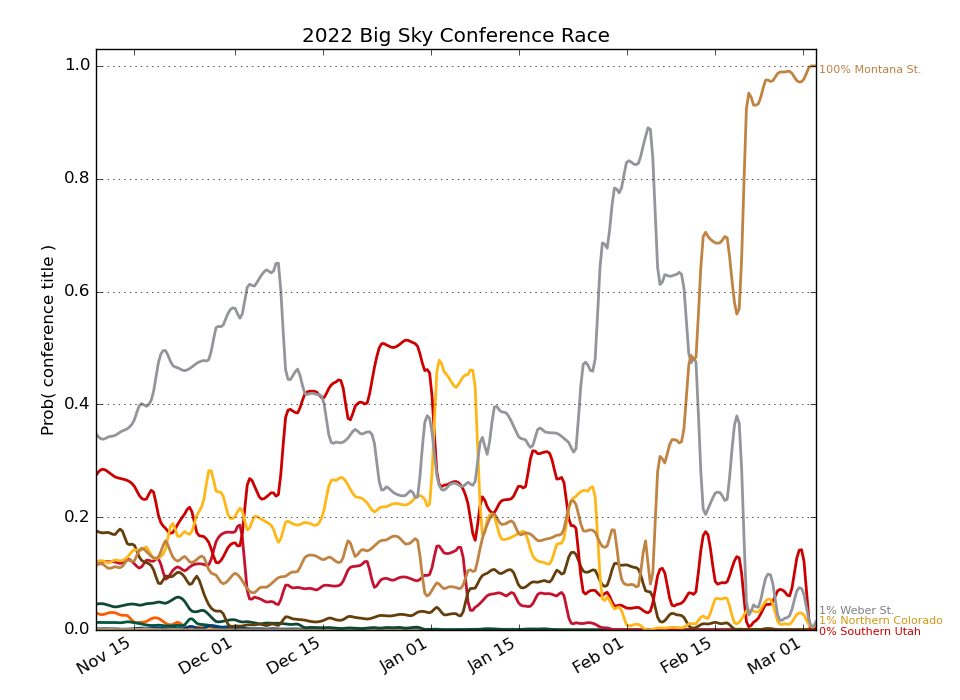 2022 Big Sky Conference Race
Prob( conference title )
1.0
0.8
0.6
0.4
0.2
0.0
100% Montana St.
1% Weber St.
1% Northern Colorado
0% Southern Utah
Nov 15
Dec 01
Dec 15
Jan 01
Jan 15
Feb 01
Feb 15
Mar 01